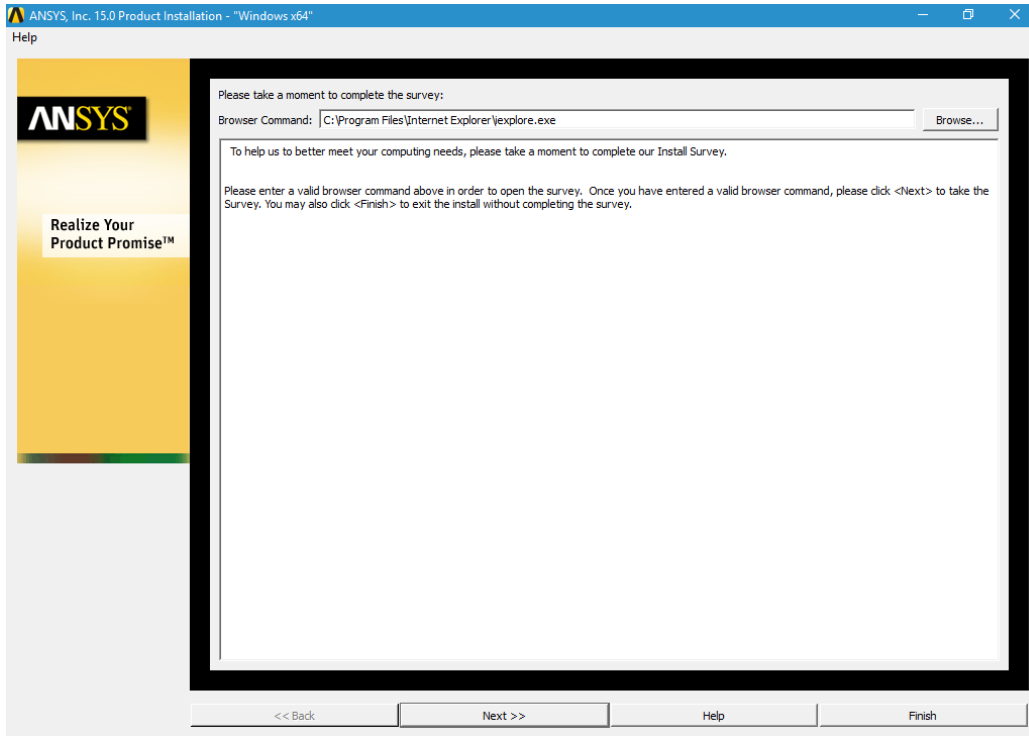 ANSYS, Inc. 15.0 Product Installation - "Windows x64"
Help
ANSYS®
Realize Your
Product Promise™
Please take a moment to complete the survey:
Browser Command: C:\Program Files\Internet Explorer\iexplore.exe Browse...
To help us to better meet your computing needs, please take a moment to complete our Install Survey.
Please enter a valid browser command above in order to open the survey. Once you have entered a valid browser command, please click <Next> to take the
Survey. You may also click <Finish> to exit the install without completing the survey.
<< Back Next >> Help Finish